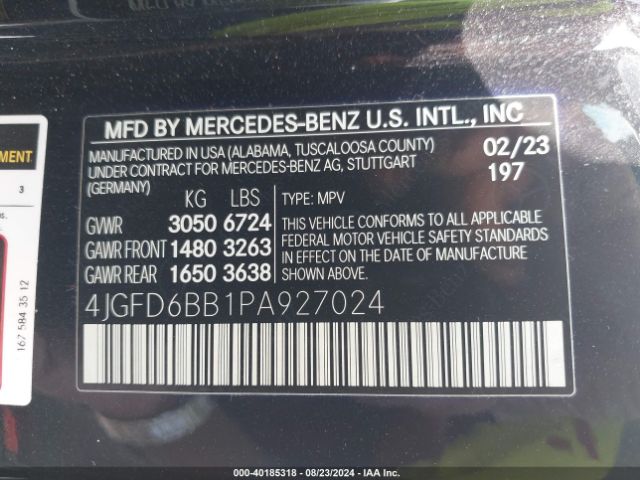 MFD BY MERCEDES-BENZ U.S. INTL., INC
MANUFACTURED IN USA (ALABAMA, TUSCALOOSA COUNTY) 02/23
UNDER CONTRACT FOR MERCEDES-BENZ AG, STUTTGART 197
(GERMANY)
KG LBS TYPE: MPV
GVWR 3050 6724 THIS VEHICLE CONFORMS TO ALL APPLICABLE
GAWR FRONT 1480 3263 FEDERAL MOTOR VEHICLE SAFETY STANDARDS
IN EFFECT ON THE DATE OF MANUFACTURE
GAWR REAR 1650 3638 SHOWN ABOVE.
4JGFD6BB1PA927024
3
167 584 35 12
000-40185318 - 08/23/2024 - IAAI.com